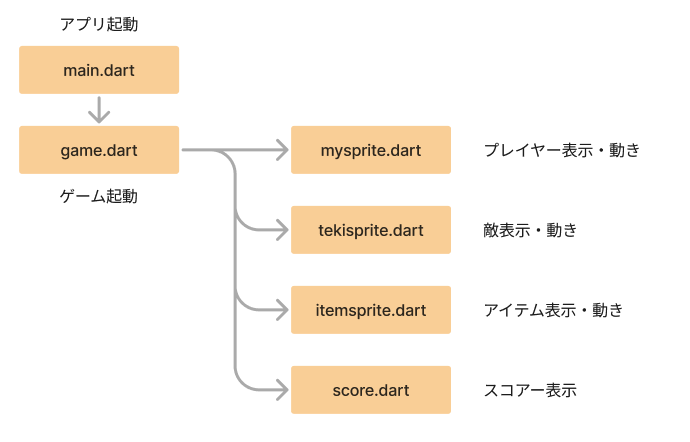 アプリ起動
main.dart
game.dart
ゲーム起動
mysprite.dart
プレイヤー表示・動き
tekisprite.dart
敵表示・動き
itemsprite.dart
アイテム表示・動き
score.dart
スコアー表示